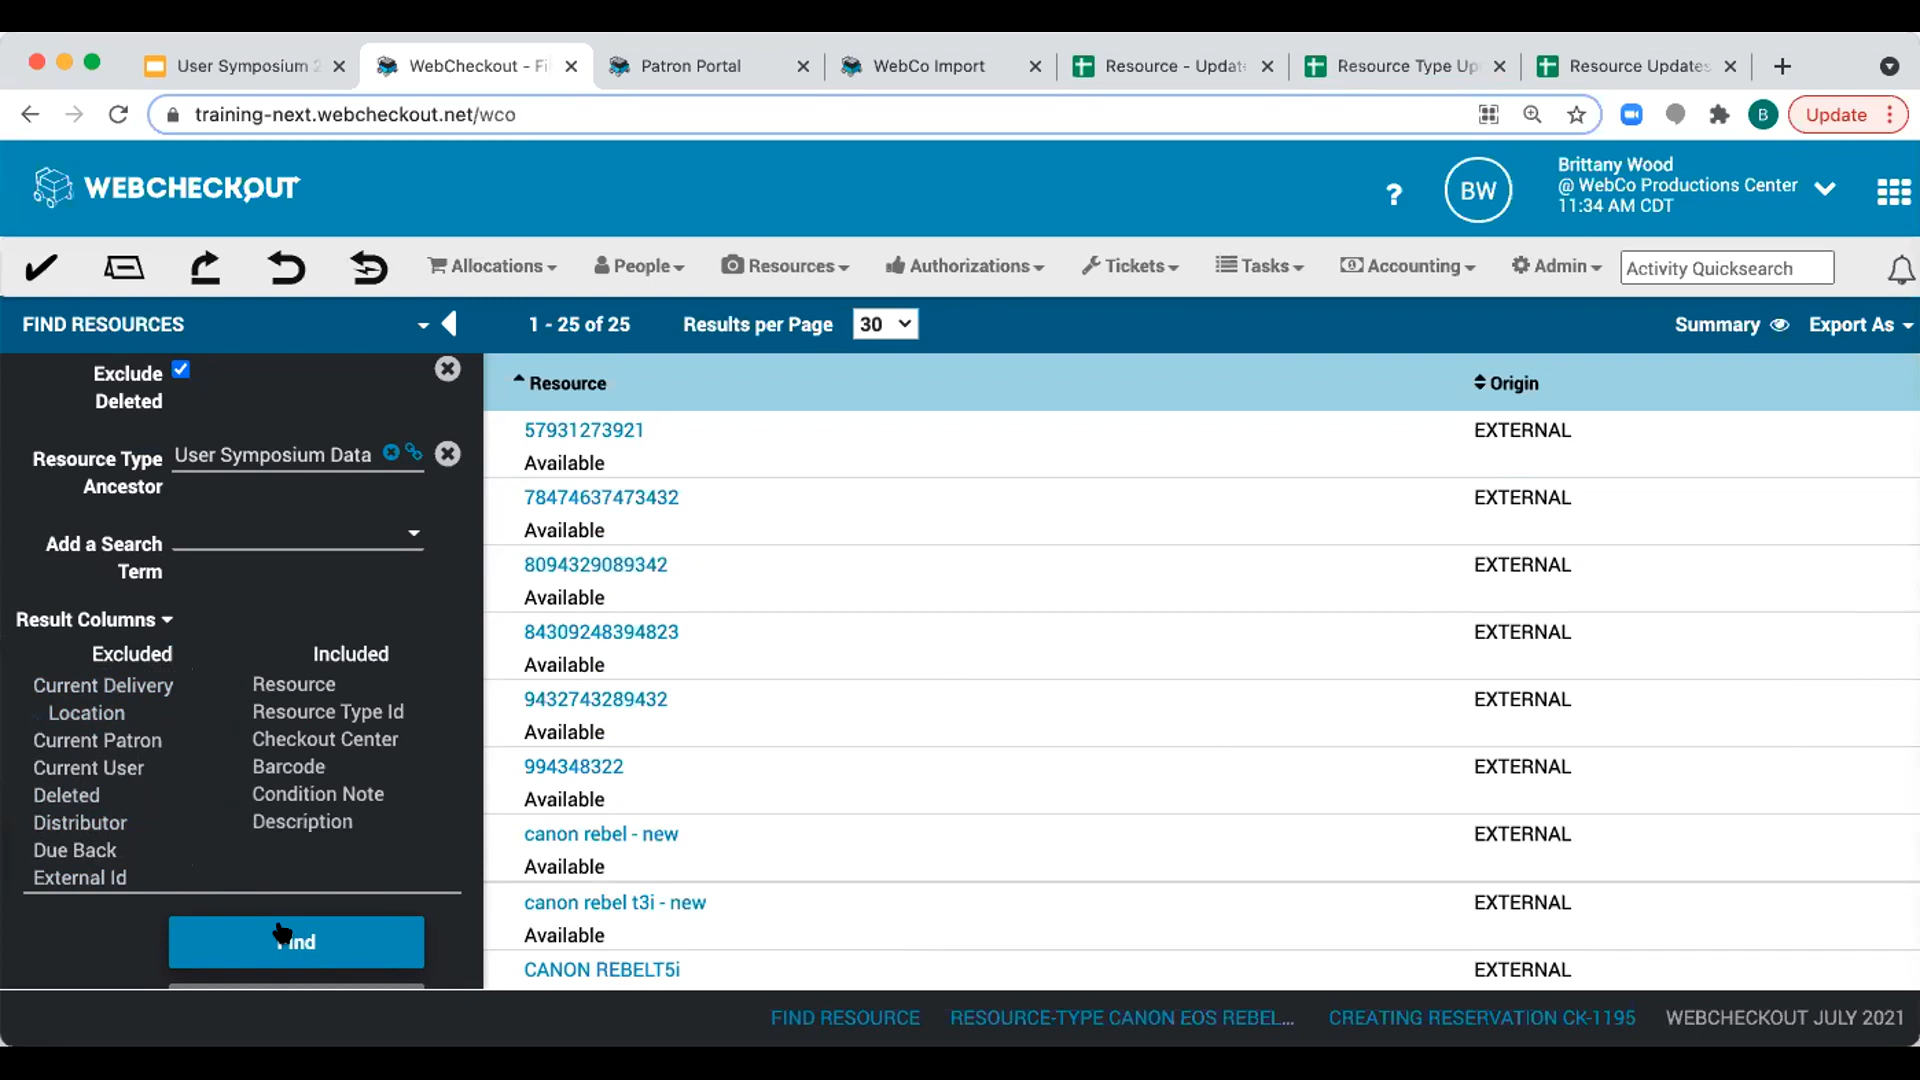 User Symposium 2
WebCheckout - Fi
Patron Portal
WebCo Import
Resource - Updat
Resource Type Up
Resource Updates
training-next.webcheckout.net/wco
B
Update
WEBCHECKOUT
?
BW
Brittany Wood
@ WebCo Productions Center
11:34 AM CDT
Allocations
People
Resources
Authorizations
Tickets
Tasks
Accounting
Admin
Activity Quicksearch
FIND RESOURCES
1 - 25 of 25
Results per Page
30
Summary
Export As
Exclude
Deleted
Resource Type
Ancestor
User Symposium Data
Add a Search
Term
Result Columns
Excluded
Included
Current Delivery
Location
Current Patron
Current User
Deleted
Distributor
Due Back
External Id
Resource
Resource Type Id
Checkout Center
Barcode
Condition Note
Description
Resource
Origin
57931273921
Available
EXTERNAL
78474637473432
Available
EXTERNAL
8094329089342
Available
EXTERNAL
84309248394823
Available
EXTERNAL
9432743289432
Available
EXTERNAL
994348322
Available
EXTERNAL
canon rebel - new
Available
EXTERNAL
canon rebel t3i - new
Available
EXTERNAL
CANON REBELT5i
EXTERNAL
FIND RESOURCE
RESOURCE-TYPE CANON EOS REBEL...
CREATING RESERVATION CK-1195
WEBCHECKOUT JULY 2021